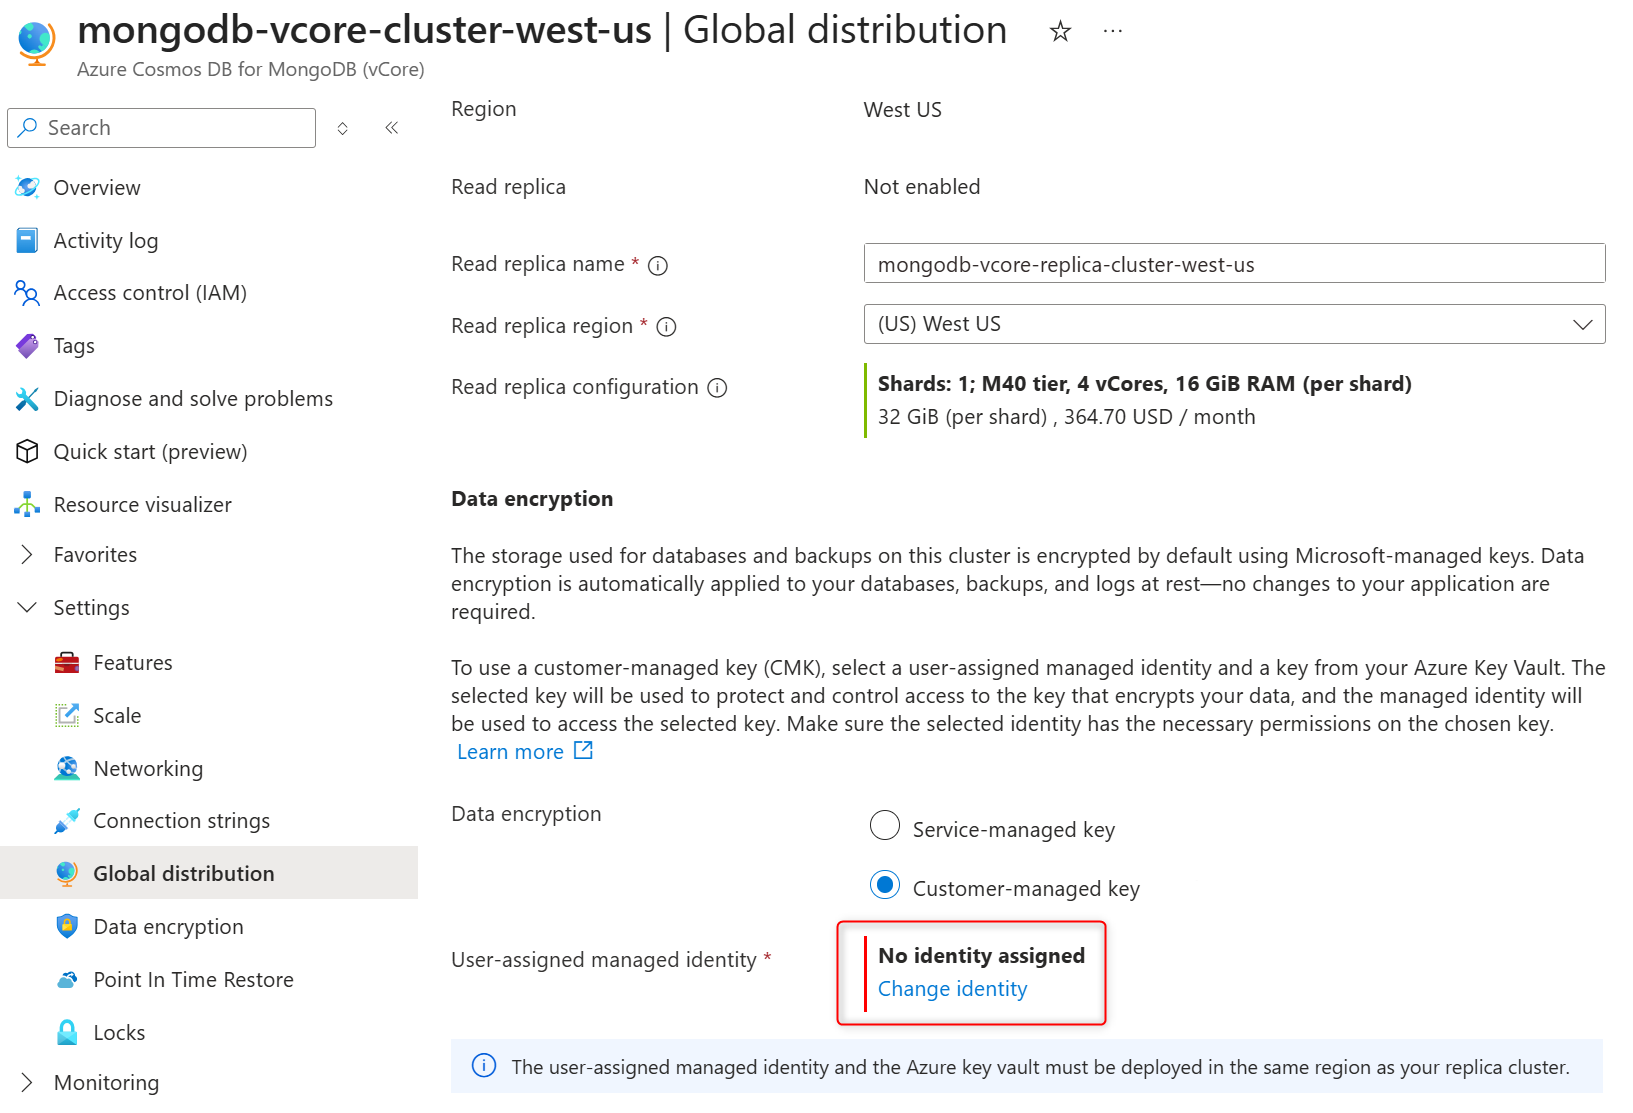 mongodb-vcore-cluster-west-us | Global distribution
Azure Cosmos DB for MongoDB (vCore)
Search
Overview
Activity log
Access control (IAM)
Tags
Diagnose and solve problems
Quick start (preview)
Resource visualizer
Favorites
Settings
Features
Scale
Networking
Connection strings
Global distribution
Data encryption
Point In Time Restore
Locks
Monitoring
Region
West US
Read replica
Not enabled
Read replica name *
mongodb-vcore-replica-cluster-west-us
Read replica region *
(US) West US
Read replica configuration
Shards: 1; M40 tier, 4 vCores, 16 GiB RAM (per shard)
32 GiB (per shard) , 364.70 USD / month
Data encryption
The storage used for databases and backups on this cluster is encrypted by default using Microsoft-managed keys. Data
encryption is automatically applied to your databases, backups, and logs at rest—no changes to your application are
required.
To use a customer-managed key (CMK), select a user-assigned managed identity and a key from your Azure Key Vault. The
selected key will be used to protect and control access to the key that encrypts your data, and the managed identity will
be used to access the selected key. Make sure the selected identity has the necessary permissions on the chosen key.
Learn more
Data encryption
Service-managed key
Customer-managed key
User-assigned managed identity *
No identity assigned
Change identity
The user-assigned managed identity and the Azure key vault must be deployed in the same region as your replica cluster.